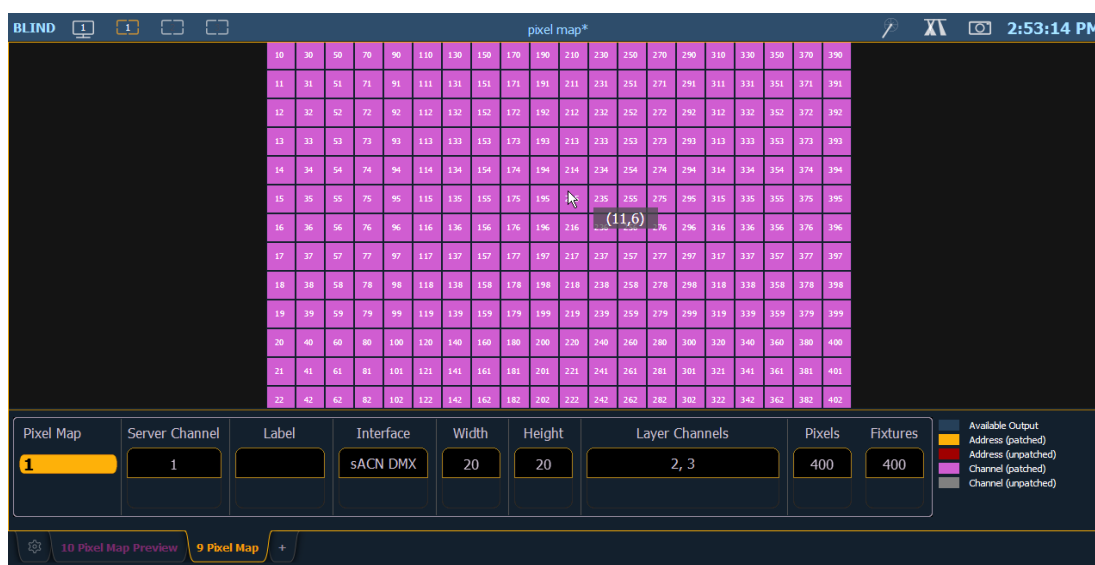 BLIND 1 1 pixel map* 2:53:14 PM
10 30 50 70 90 110 130 150 170 190 210 230 250 270 290 310 330 350 370 390
11 31 51 71 91 111 131 151 171 191 211 231 251 271 291 311 331 351 371 391
12 32 52 72 92 112 132 152 172 192 212 232 252 272 292 312 332 352 372 392
13 33 53 73 93 113 133 153 173 193 213 233 253 273 293 313 333 353 373 393
14 34 54 74 94 114 134 154 174 194 214 234 254 274 294 314 334 354 374 394
15 35 55 75 95 115 135 155 175 195 235 255 275 295 315 335 355 375 395
16 36 56 76 96 116 136 156 176 196 216 296 316 336 356 376 396
(11,6)
17 37 57 77 97 117 137 157 177 197 217 237 257 277 297 317 337 357 377 397
18 38 58 78 98 118 138 158 178 198 218 238 258 278 298 318 338 358 378 398
19 39 59 79 99 119 139 159 179 199 219 239 259 279 299 319 339 359 379 399
20 40 60 80 100 120 140 160 180 200 220 240 260 280 300 320 340 360 380 400
21 41 61 81 101 121 141 161 181 201 221 241 261 281 301 321 341 361 381 401
22 42 62 82 102 122 142 162 182 202 222 242 262 282 302 322 342 362 382 402
Pixel Map Server Channel Label Interface Width Height Layer Channels Pixels Fixtures
1 1 sACN DMX 20 20 2, 3 400 400
Available Output
Address (patched)
Address (unpatched)
Channel (patched)
Channel (unpatched)
10 Pixel Map Preview 9 Pixel Map +